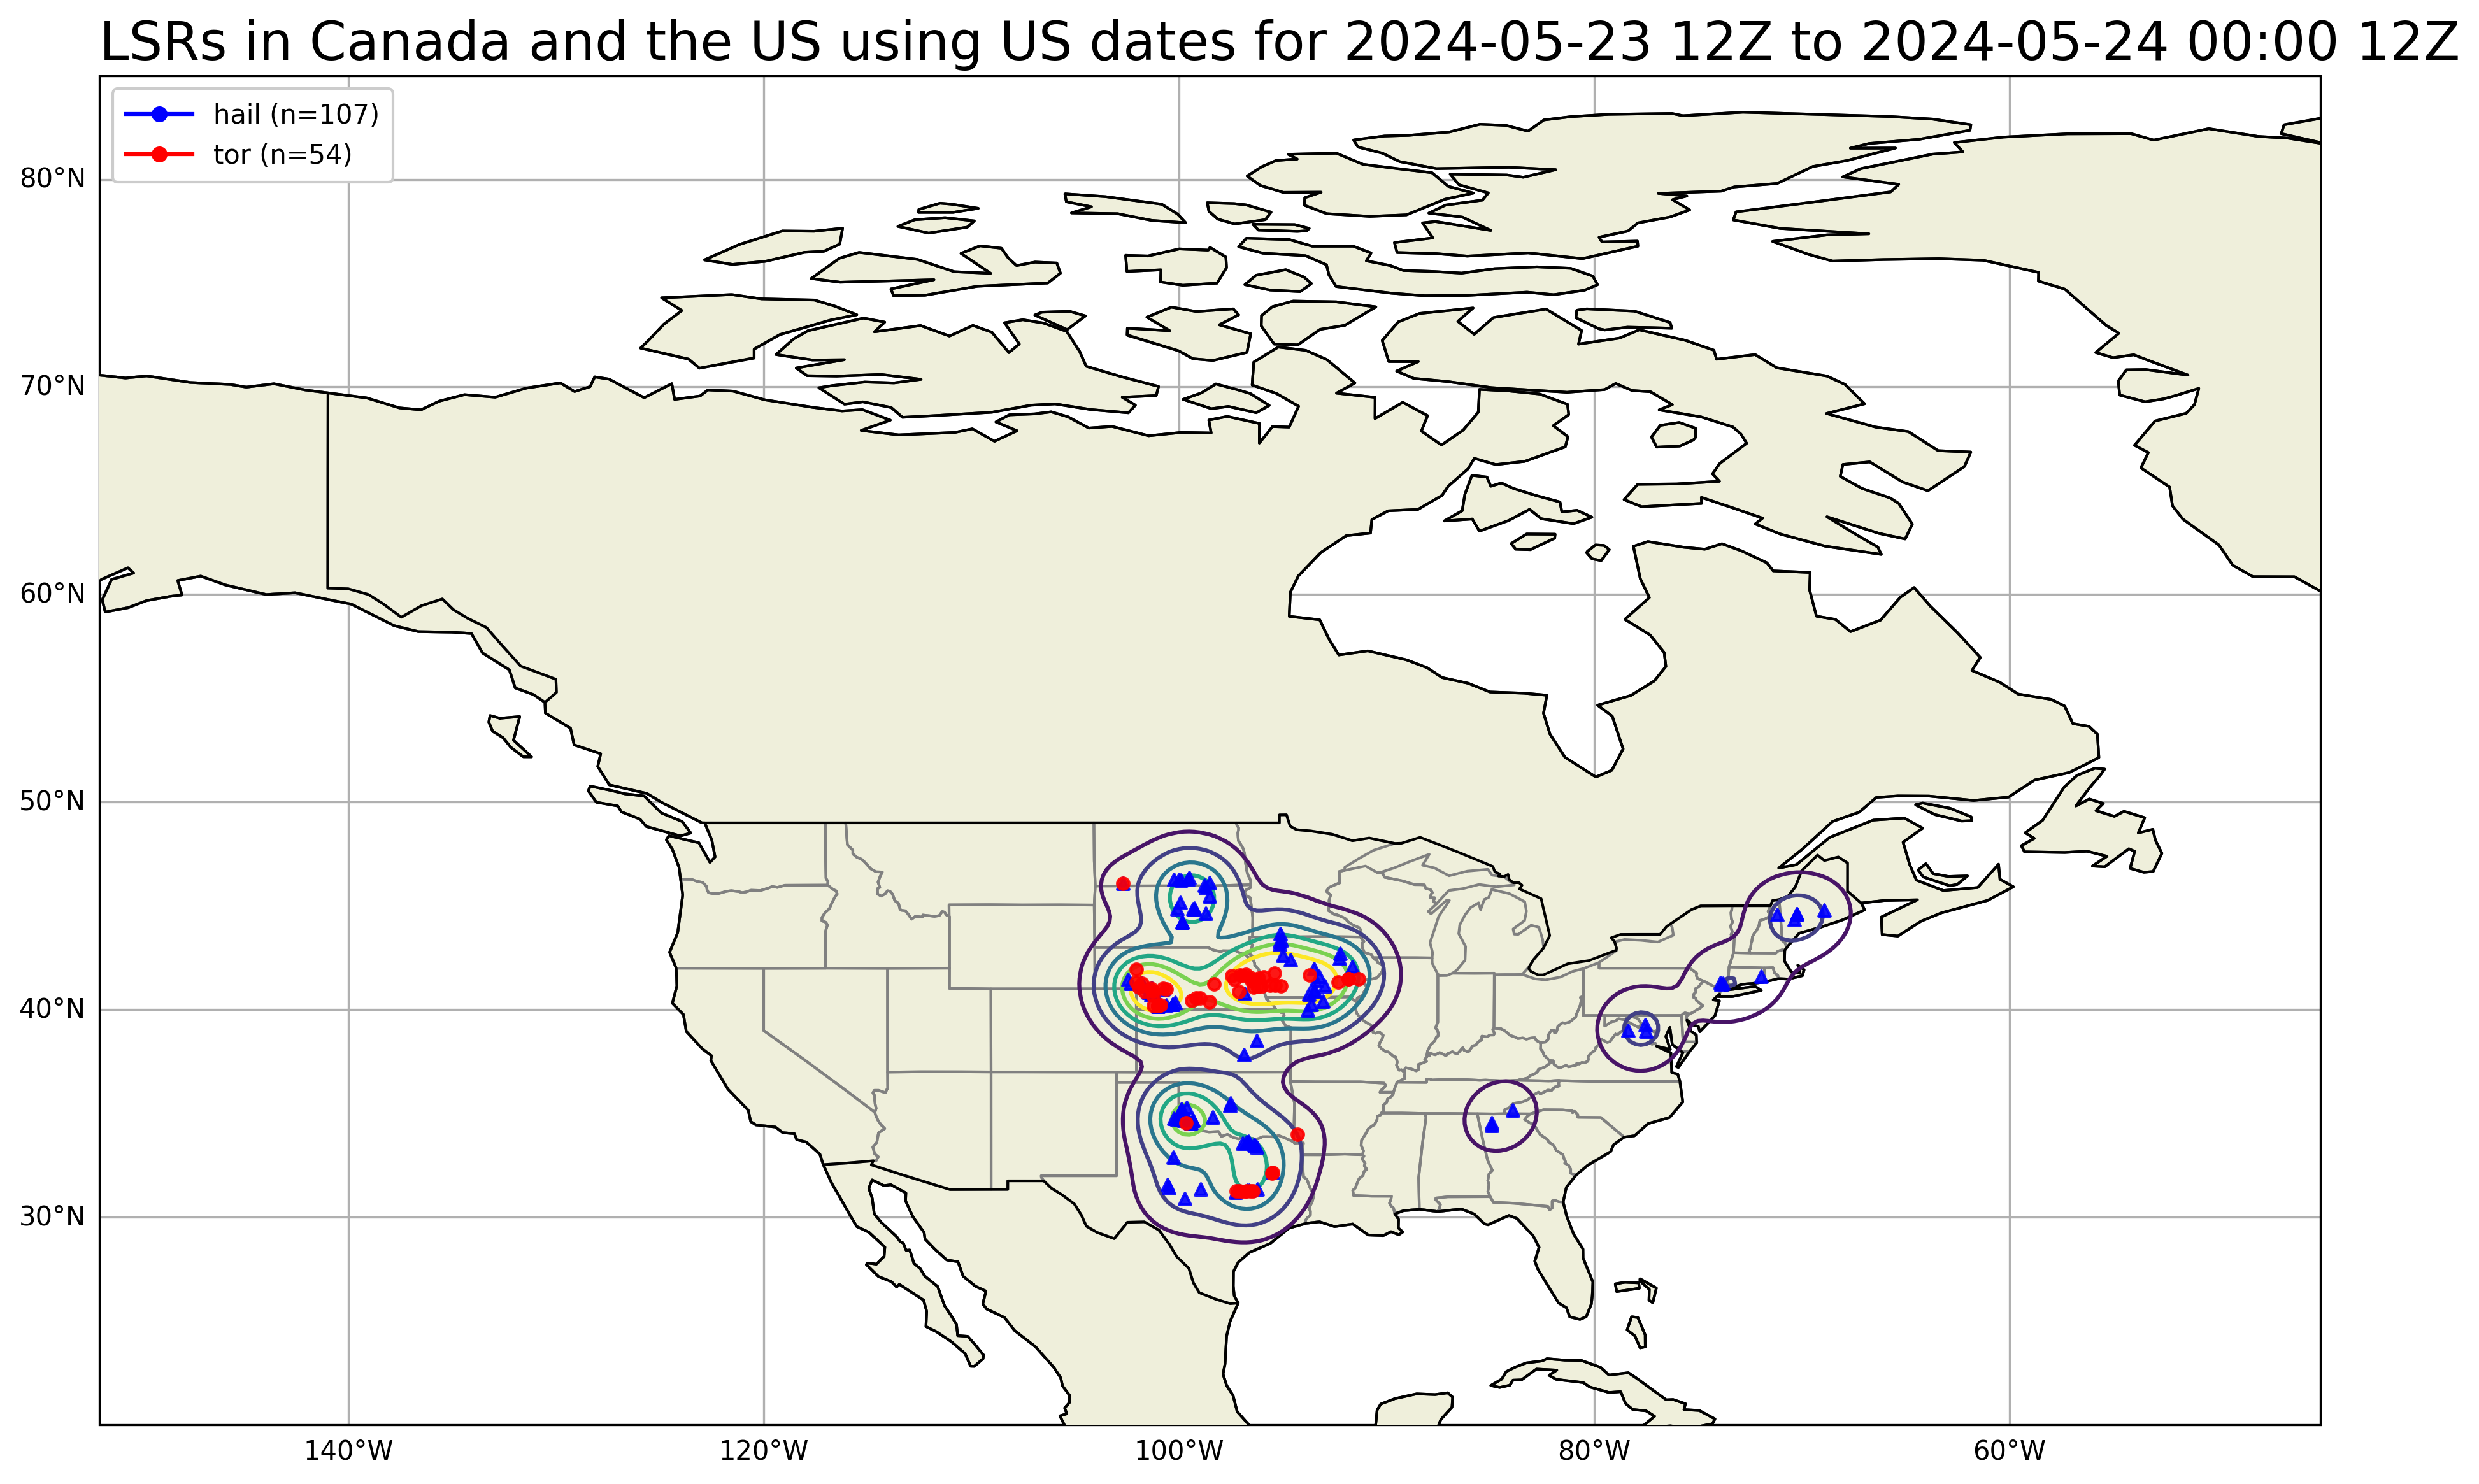 LSRs in Canada and the US using US dates for 2024-05-23 12Z to 2024-05-24 00:00 12Z
hail (n=107)
tor (n=54)
80°N
70°N
60°N
50°N
40°N
30°N
140°W 120°W 100°W 80°W 60°W